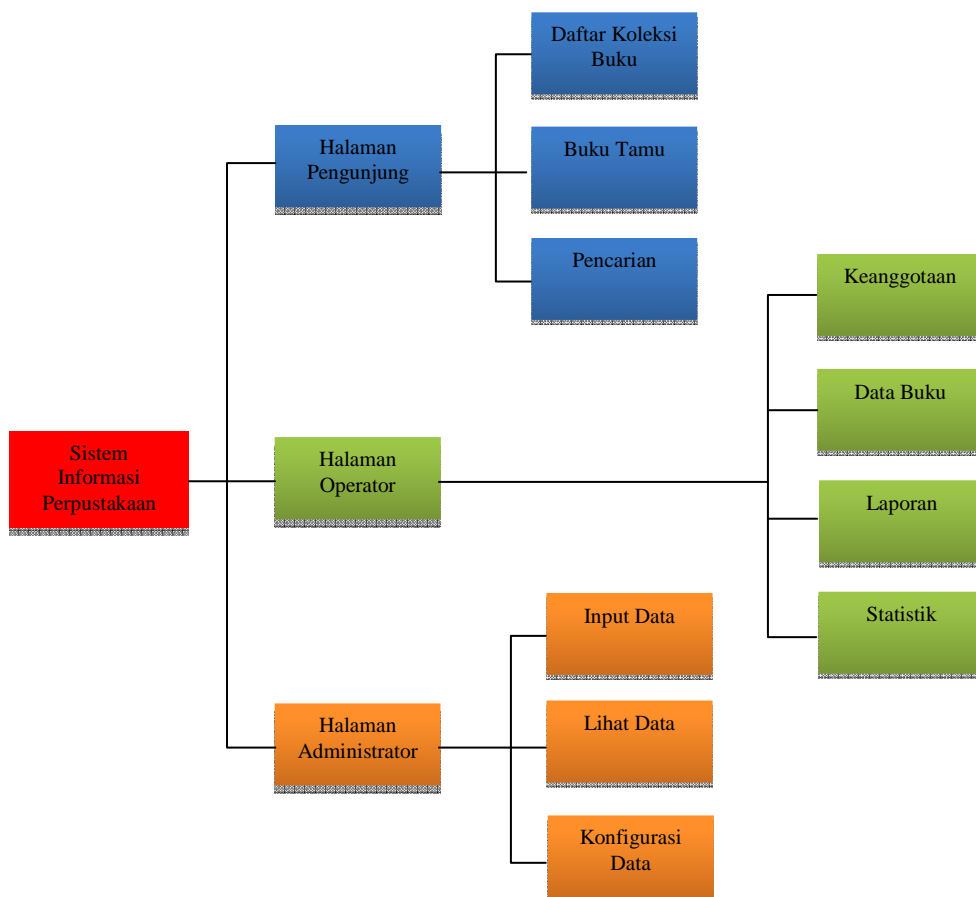 Daftar Koleksi
Buku
Halaman
Pengunjung
Buku Tamu
Pencarian
Keanggotaan
Data Buku
Sistem
Informasi
Perpustakaan
Halaman
Operator
Laporan
Statistik
Input Data
Halaman
Administrator
Lihat Data
Konfigurasi
Data